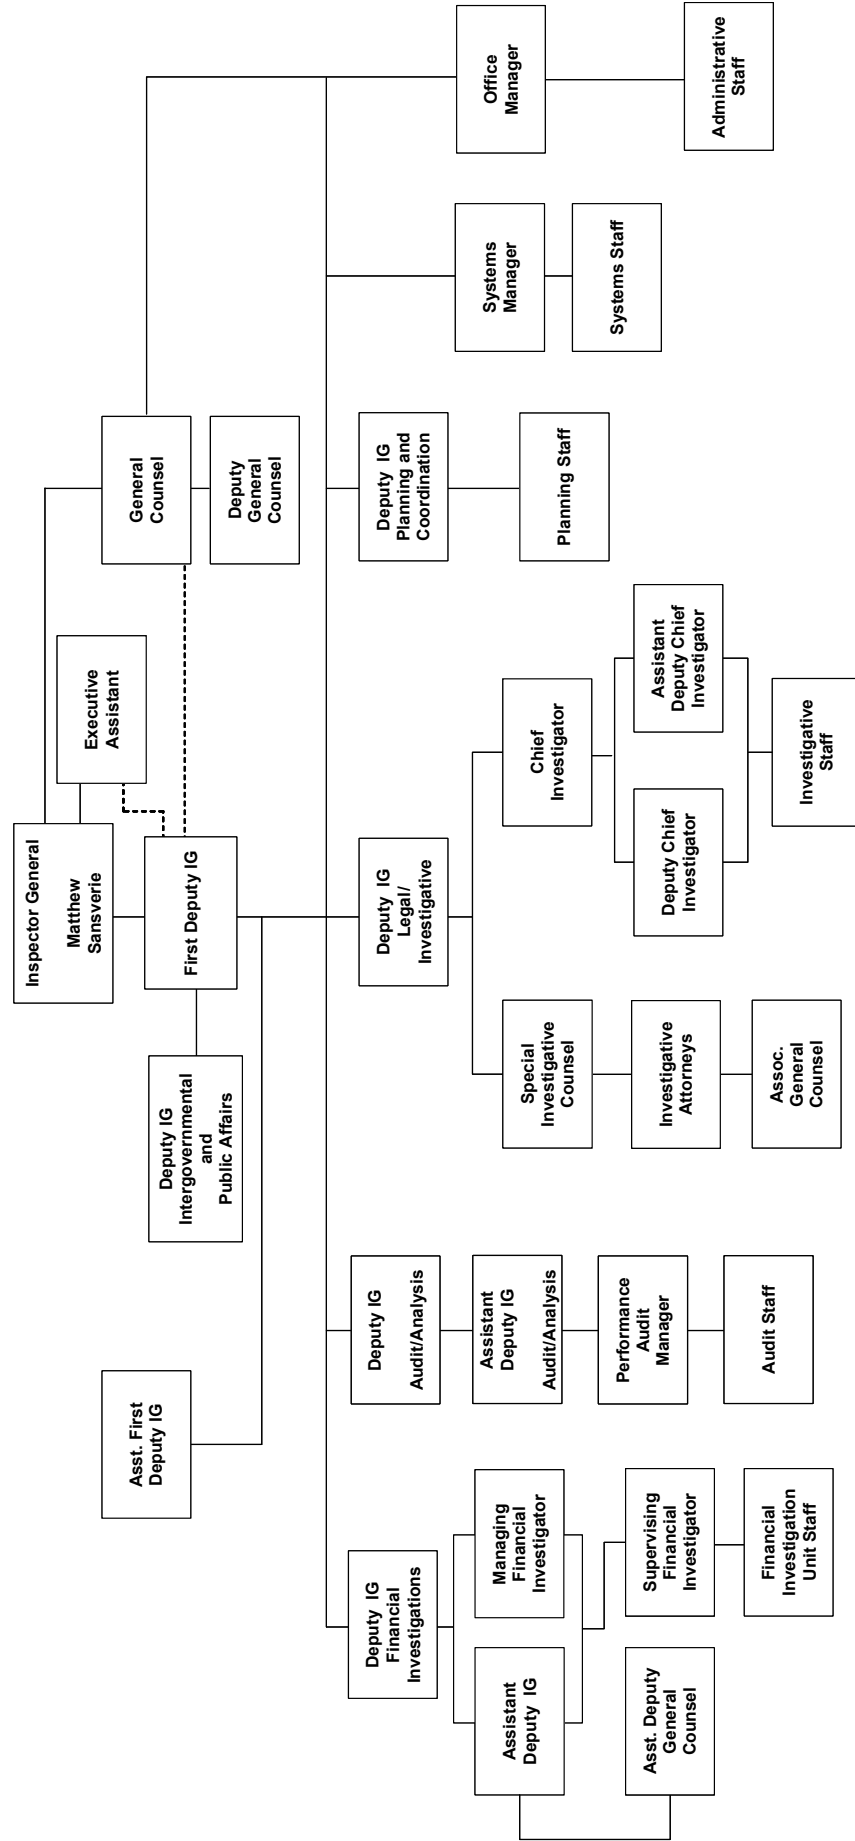 Inspector General
Matthew
Sansverie
Executive
Assistant
General
Counsel
Deputy
General
Counsel
First Deputy IG
Deputy IG
Intergovernmental
and
Public Affairs
Asst. First
Deputy IG
Deputy IG
Financial
Investigations
Assistant
Deputy IG
Managing
Financial
Investigator
Asst. Deputy
General
Counsel
Supervising
Financial
Investigator
Financial
Investigation
Unit Staff
Deputy IG
Audit/Analysis
Assistant
Deputy IG
Audit/Analysis
Performance
Audit
Manager
Audit Staff
Deputy IG
Legal/
Investigative
Special
Investigative
Counsel
Investigative
Attorneys
Assoc.
General
Counsel
Chief
Investigator
Deputy Chief
Investigator
Assistant
Deputy Chief
Investigator
Investigative
Staff
Deputy IG
Planning and
Coordination
Planning Staff
Systems
Manager
Systems Staff
Office
Manager
Administrative
Staff